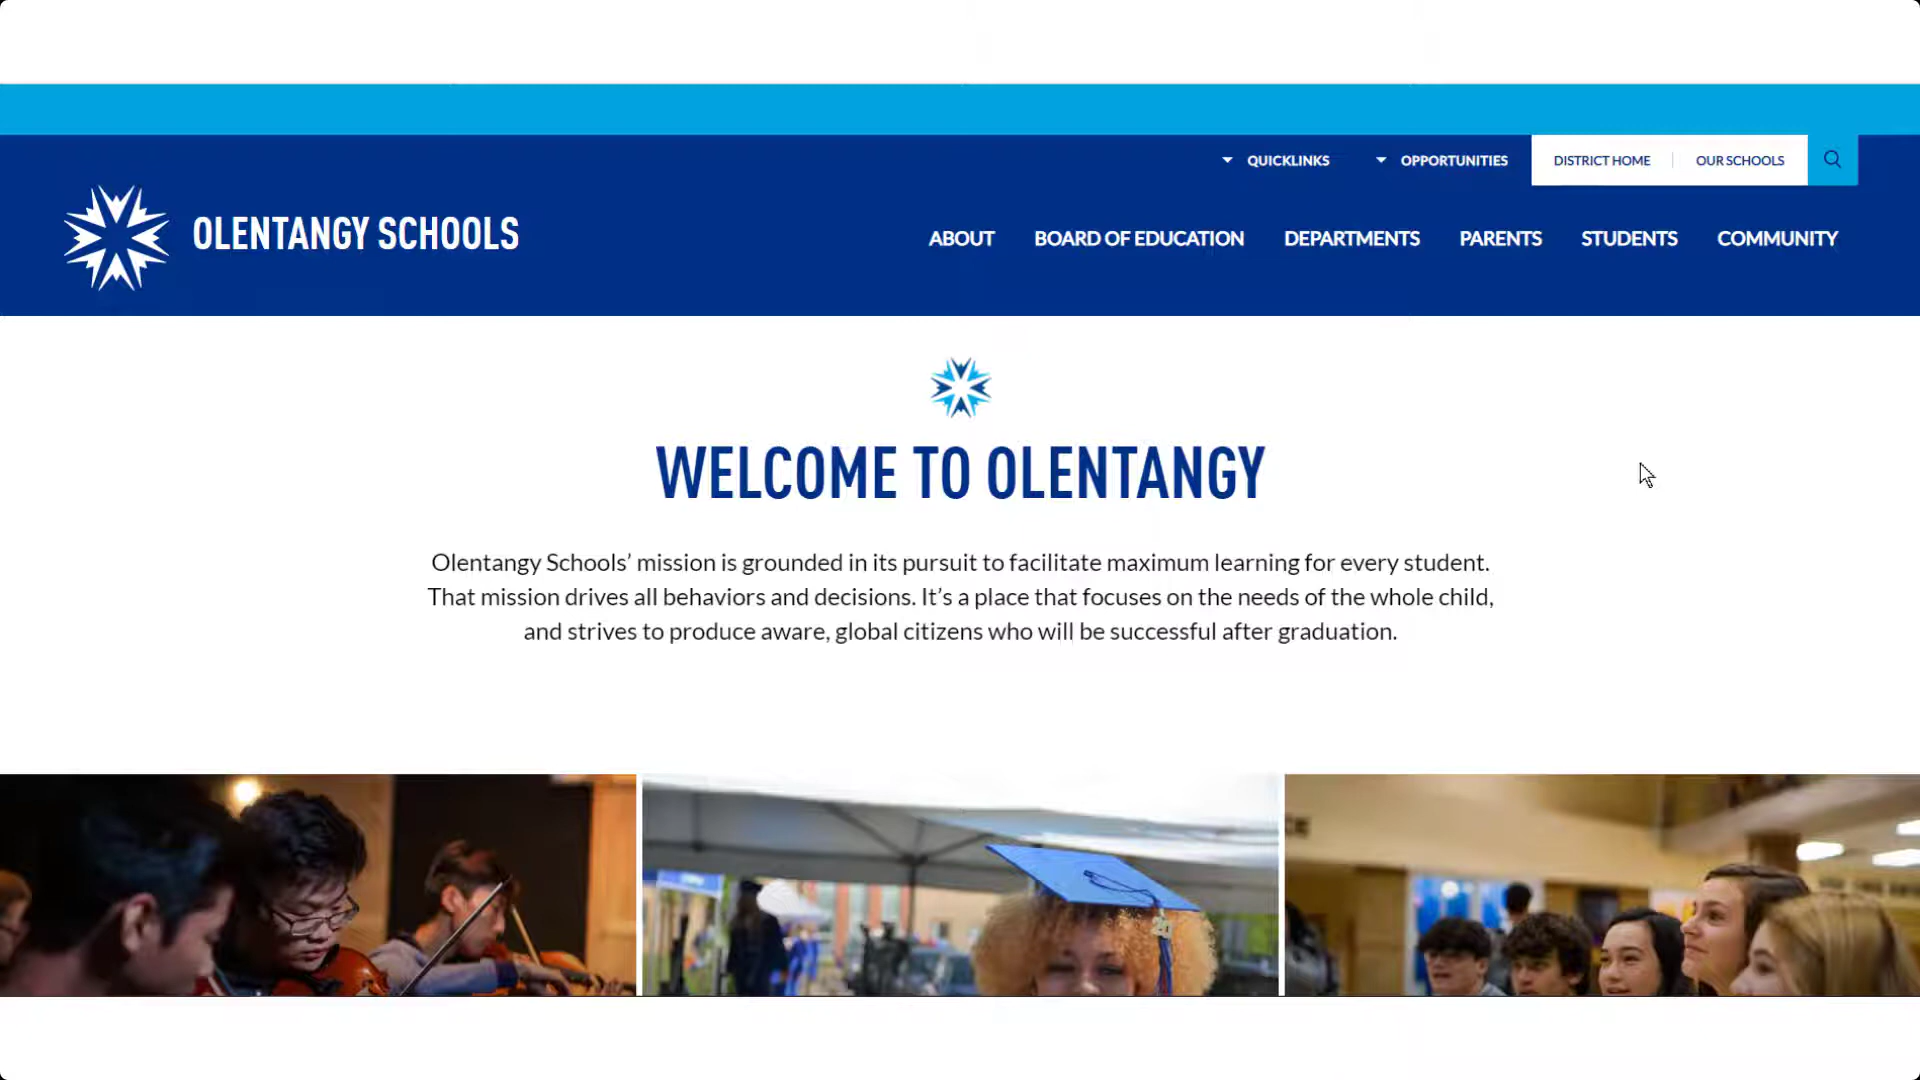 QUICKLINKS OPPORTUNITIES DISTRICT HOME OUR SCHOOLS
OLENTANGY SCHOOLS
ABOUT BOARD OF EDUCATION DEPARTMENTS PARENTS STUDENTS COMMUNITY
WELCOME TO OLENTANGY
Olentangy Schools’ mission is grounded in its pursuit to facilitate maximum learning for every student.
That mission drives all behaviors and decisions. It’s a place that focuses on the needs of the whole child,
and strives to produce aware, global citizens who will be successful after graduation.